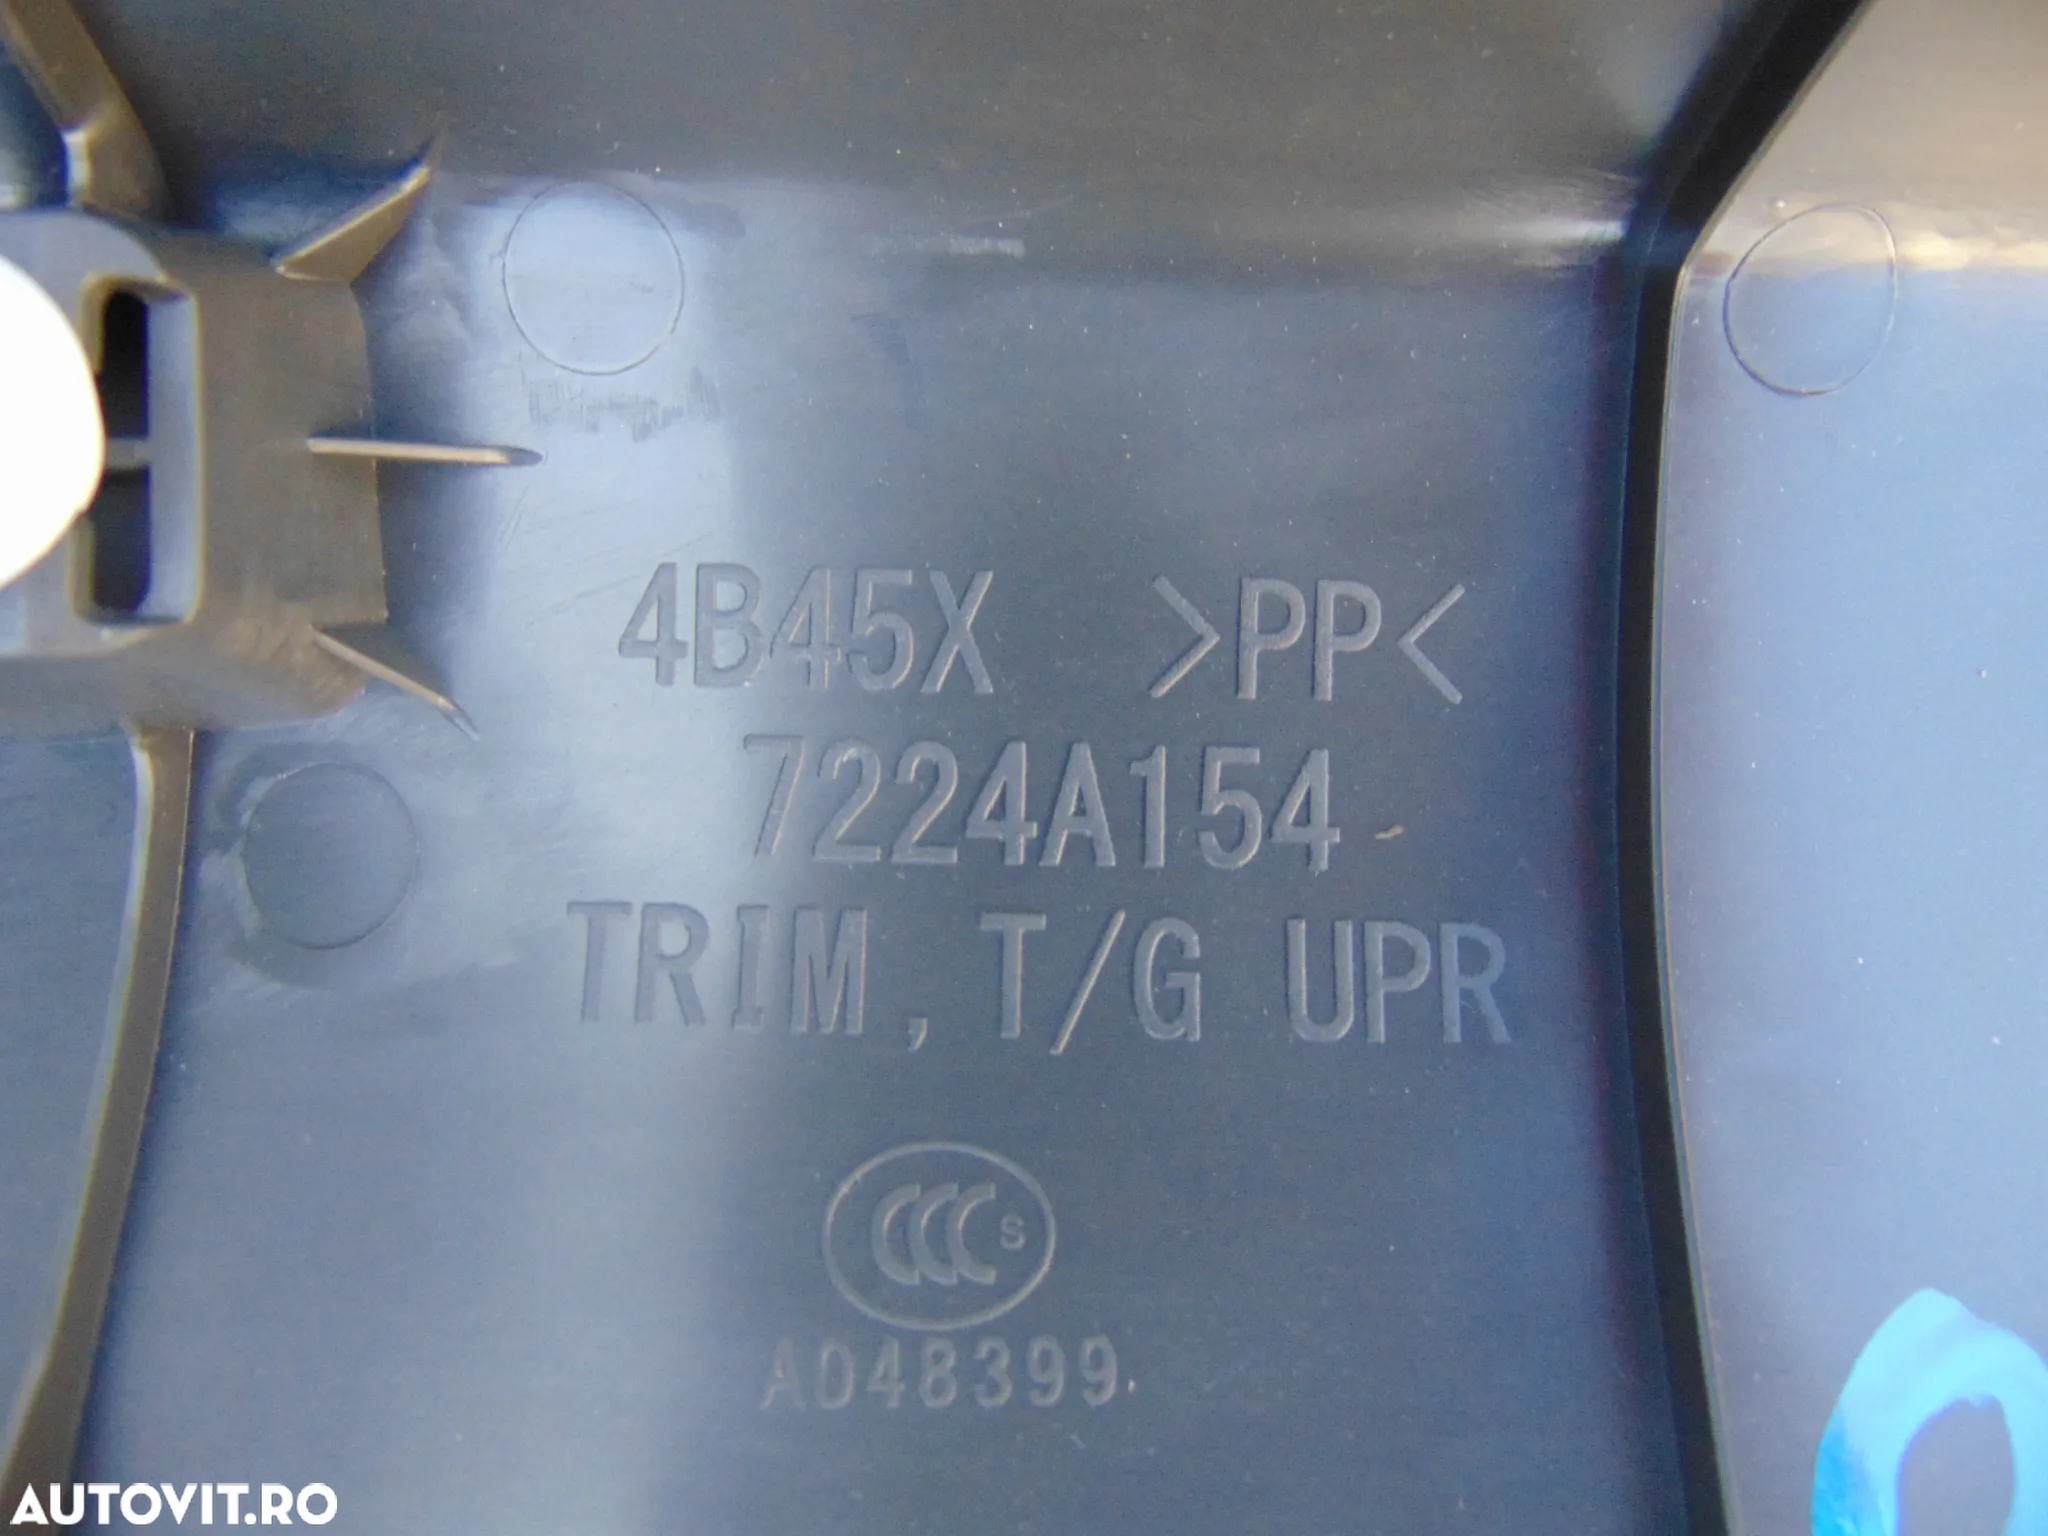 4B45X >PP<
7224A154
TRIM, T/G UPR
CCC S
A048399
AUTOVIT.RO